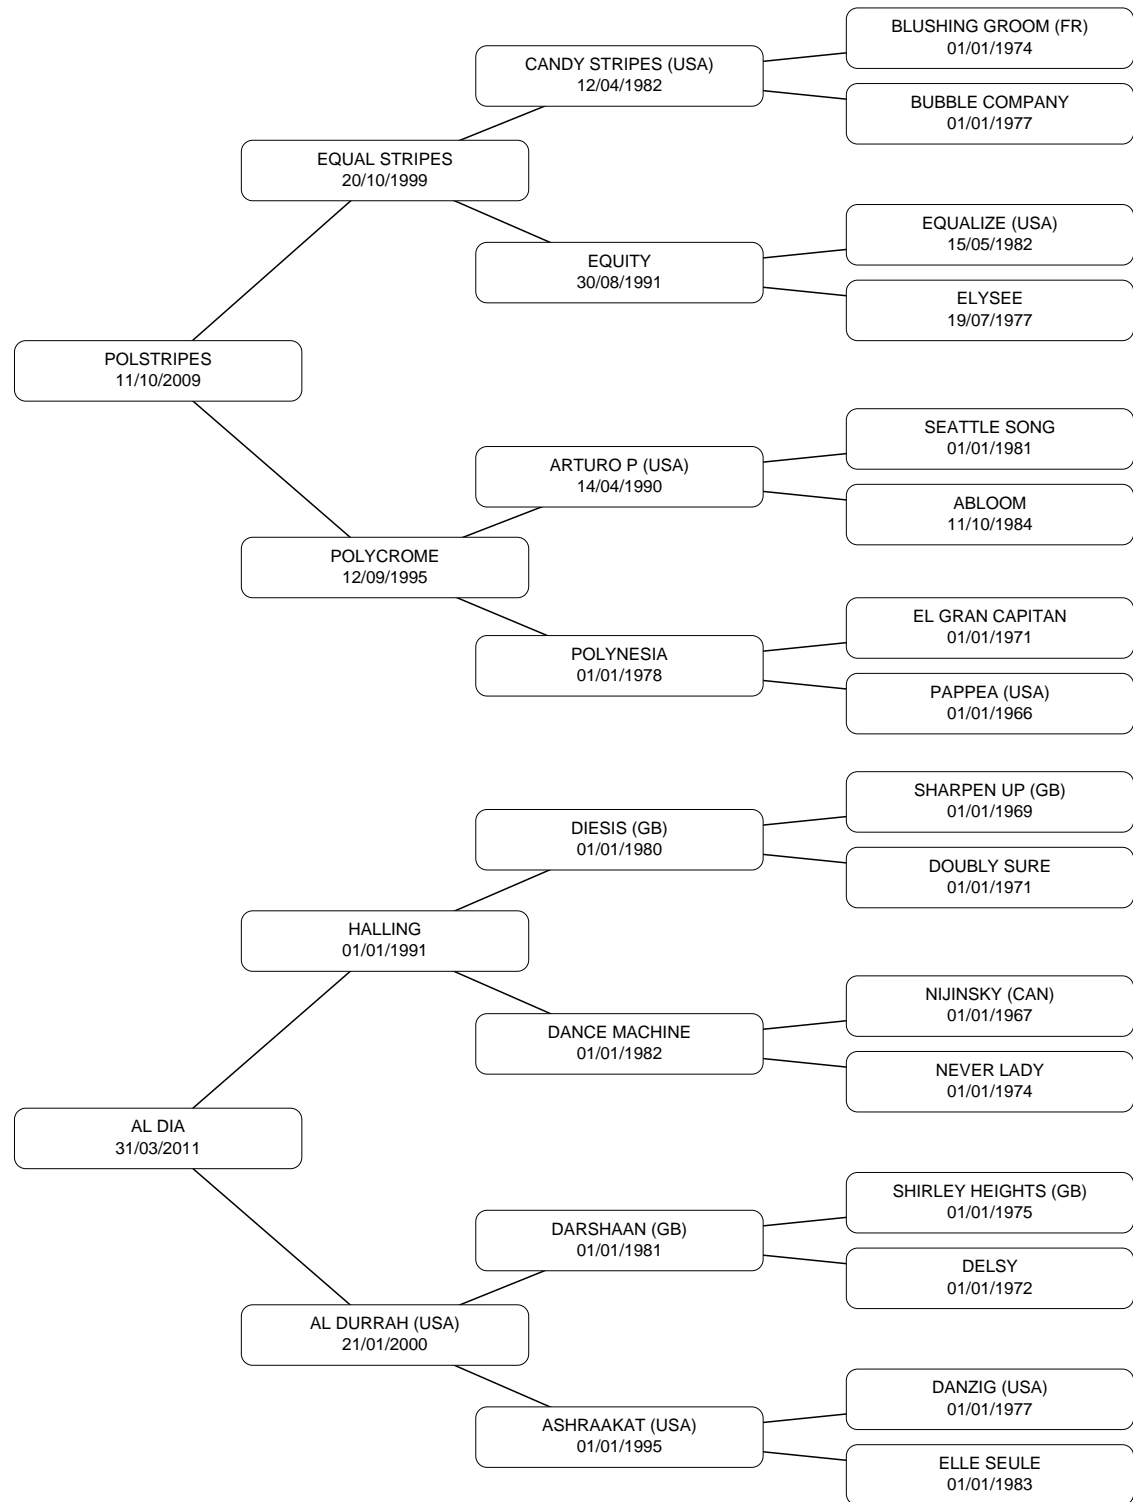 BLUSHING GROOM (FR)
01/01/1974
CANDY STRIPES (USA)
12/04/1982
BUBBLE COMPANY
01/01/1977
EQUAL STRIPES
20/10/1999
EQUALIZE (USA)
15/05/1982
EQUITY
30/08/1991
ELYSEE
19/07/1977
POLSTRIPES
11/10/2009
SEATTLE SONG
01/01/1981
ARTURO P (USA)
14/04/1990
ABLOOM
11/10/1984
POLYCROME
12/09/1995
EL GRAN CAPITAN
01/01/1971
POLYNESIA
01/01/1978
PAPPEA (USA)
01/01/1966
SHARPEN UP (GB)
01/01/1969
DIESIS (GB)
01/01/1980
DOUBLY SURE
01/01/1971
HALLING
01/01/1991
NIJINSKY (CAN)
01/01/1967
DANCE MACHINE
01/01/1982
NEVER LADY
01/01/1974
AL DIA
31/03/2011
SHIRLEY HEIGHTS (GB)
01/01/1975
DARSHAAN (GB)
01/01/1981
DELSY
01/01/1972
AL DURRAH (USA)
21/01/2000
DANZIG (USA)
01/01/1977
ASHRAAKAT (USA)
01/01/1995
ELLE SEULE
01/01/1983